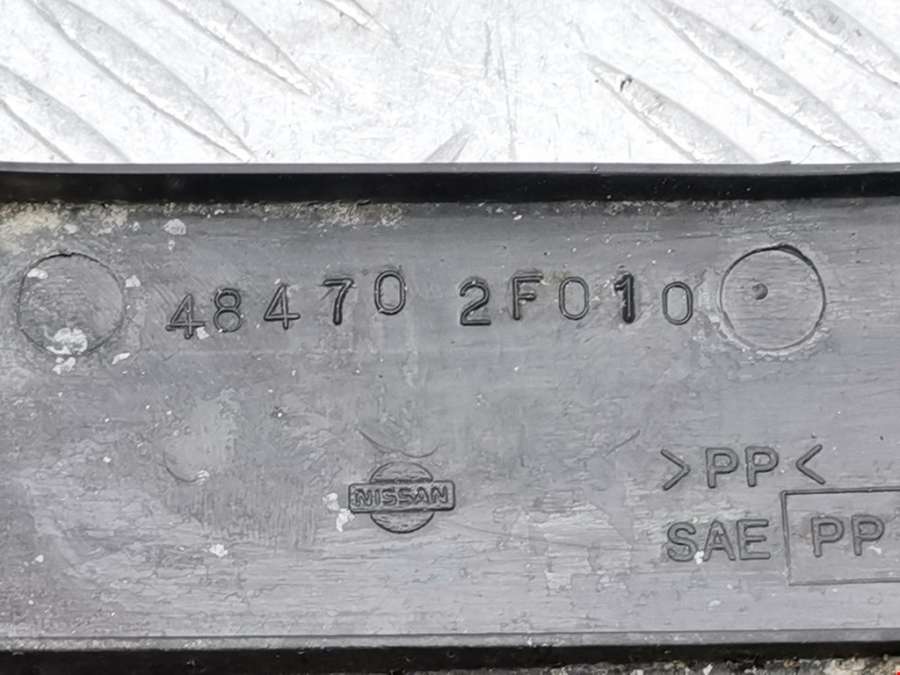 48470 2F010
NISSAN
>PP<
SAE PP